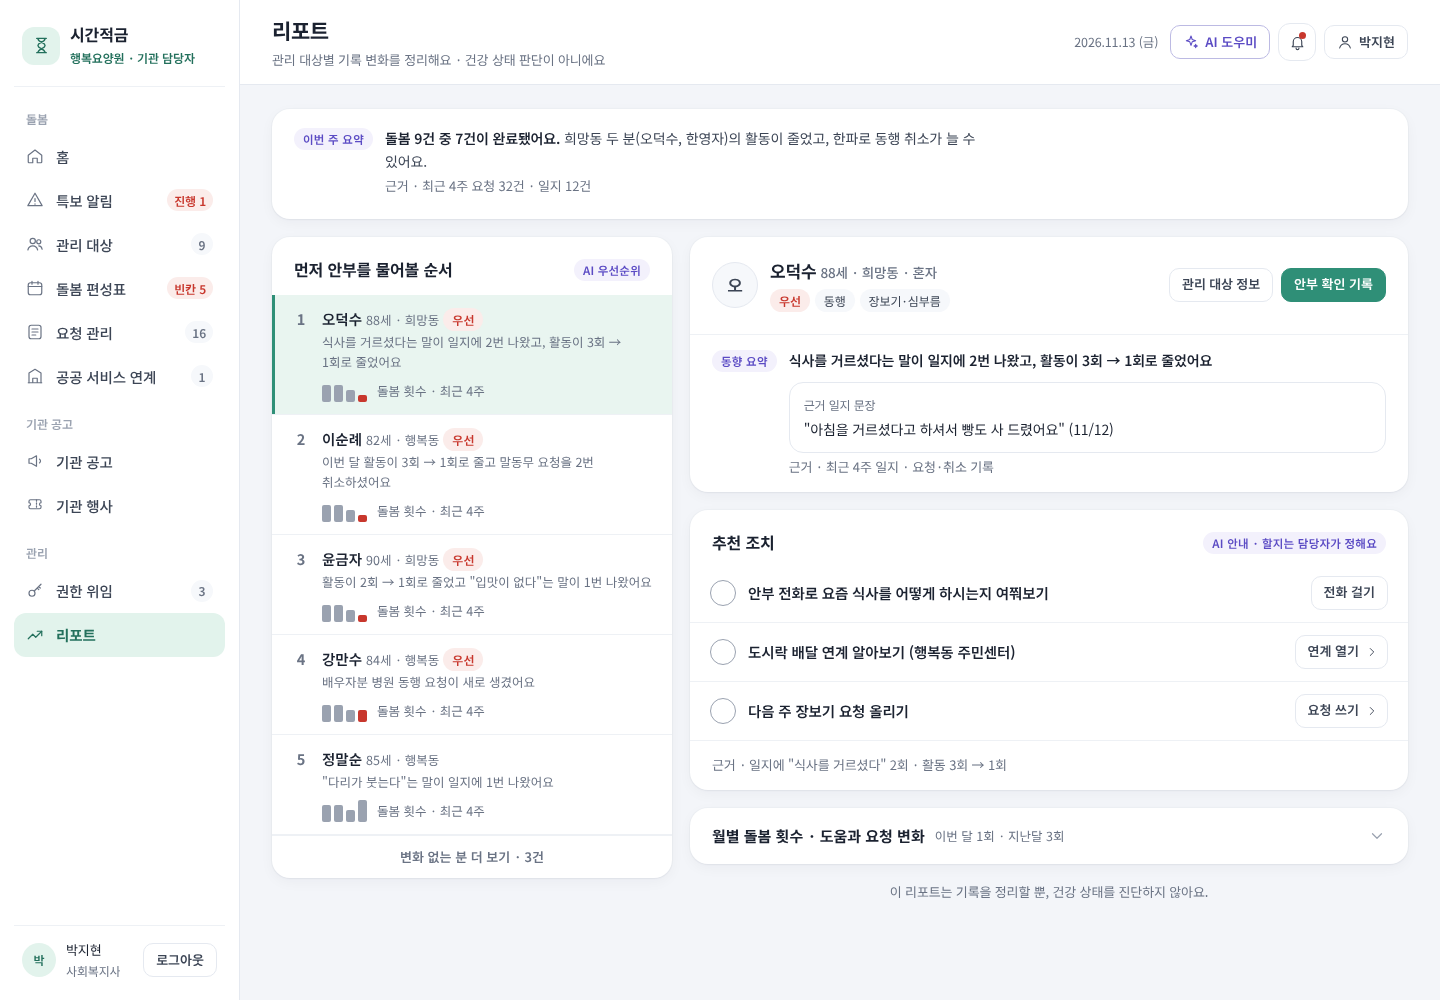 시간적금
행복요양원 · 기관 담당자
돌봄
홈
특보 알림 진행 1
관리 대상 9
돌봄 편성표 빈칸 5
요청 관리 16
공공 서비스 연계 1
기관 공고
기관 공고
기관 행사
관리
권한 위임 3
리포트
박
박지현
사회복지사
로그아웃
리포트
관리 대상별 기록 변화를 정리해요 · 건강 상태 판단이 아니에요
2026.11.13 (금)
AI 도우미
박지현
이번 주 요약
돌봄 9건 중 7건이 완료됐어요. 희망동 두 분(오덕수, 한영자)의 활동이 줄었고, 한파로 동행 취소가 늘 수
있어요.
근거 · 최근 4주 요청 32건 · 일지 12건
먼저 안부를 물어볼 순서
AI 우선순위
1 오덕수 88세 · 희망동 우선
식사를 거르셨다는 말이 일지에 2번 나왔고, 활동이 3회 →
1회로 줄었어요
돌봄 횟수 · 최근 4주
2 이순례 82세 · 행복동 우선
이번 달 활동이 3회 → 1회로 줄고 말동무 요청을 2번
취소하셨어요
돌봄 횟수 · 최근 4주
3 윤금자 90세 · 희망동 우선
활동이 2회 → 1회로 줄었고 "입맛이 없다"는 말이 1번 나왔어요
돌봄 횟수 · 최근 4주
4 강만수 84세 · 행복동 우선
배우자분 병원 동행 요청이 새로 생겼어요
돌봄 횟수 · 최근 4주
5 정말순 85세 · 행복동
"다리가 붓는다"는 말이 일지에 1번 나왔어요
돌봄 횟수 · 최근 4주
변화 없는 분 더 보기 · 3건
오
오덕수 88세 · 희망동 · 혼자
우선 동행 장보기·심부름
관리 대상 정보
안부 확인 기록
동향 요약
식사를 거르셨다는 말이 일지에 2번 나왔고, 활동이 3회 → 1회로 줄었어요
근거 일지 문장
"아침을 거르셨다고 하셔서 빵도 사 드렸어요" (11/12)
근거 · 최근 4주 일지 · 요청·취소 기록
추천 조치
AI 안내 · 할지는 담당자가 정해요
안부 전화로 요즘 식사를 어떻게 하시는지 여쭤보기
전화 걸기
도시락 배달 연계 알아보기 (행복동 주민센터)
연계 열기
다음 주 장보기 요청 올리기
요청 쓰기
근거 · 일지에 "식사를 거르셨다" 2회 · 활동 3회 → 1회
월별 돌봄 횟수 · 도움과 요청 변화 이번 달 1회 · 지난달 3회
이 리포트는 기록을 정리할 뿐, 건강 상태를 진단하지 않아요.